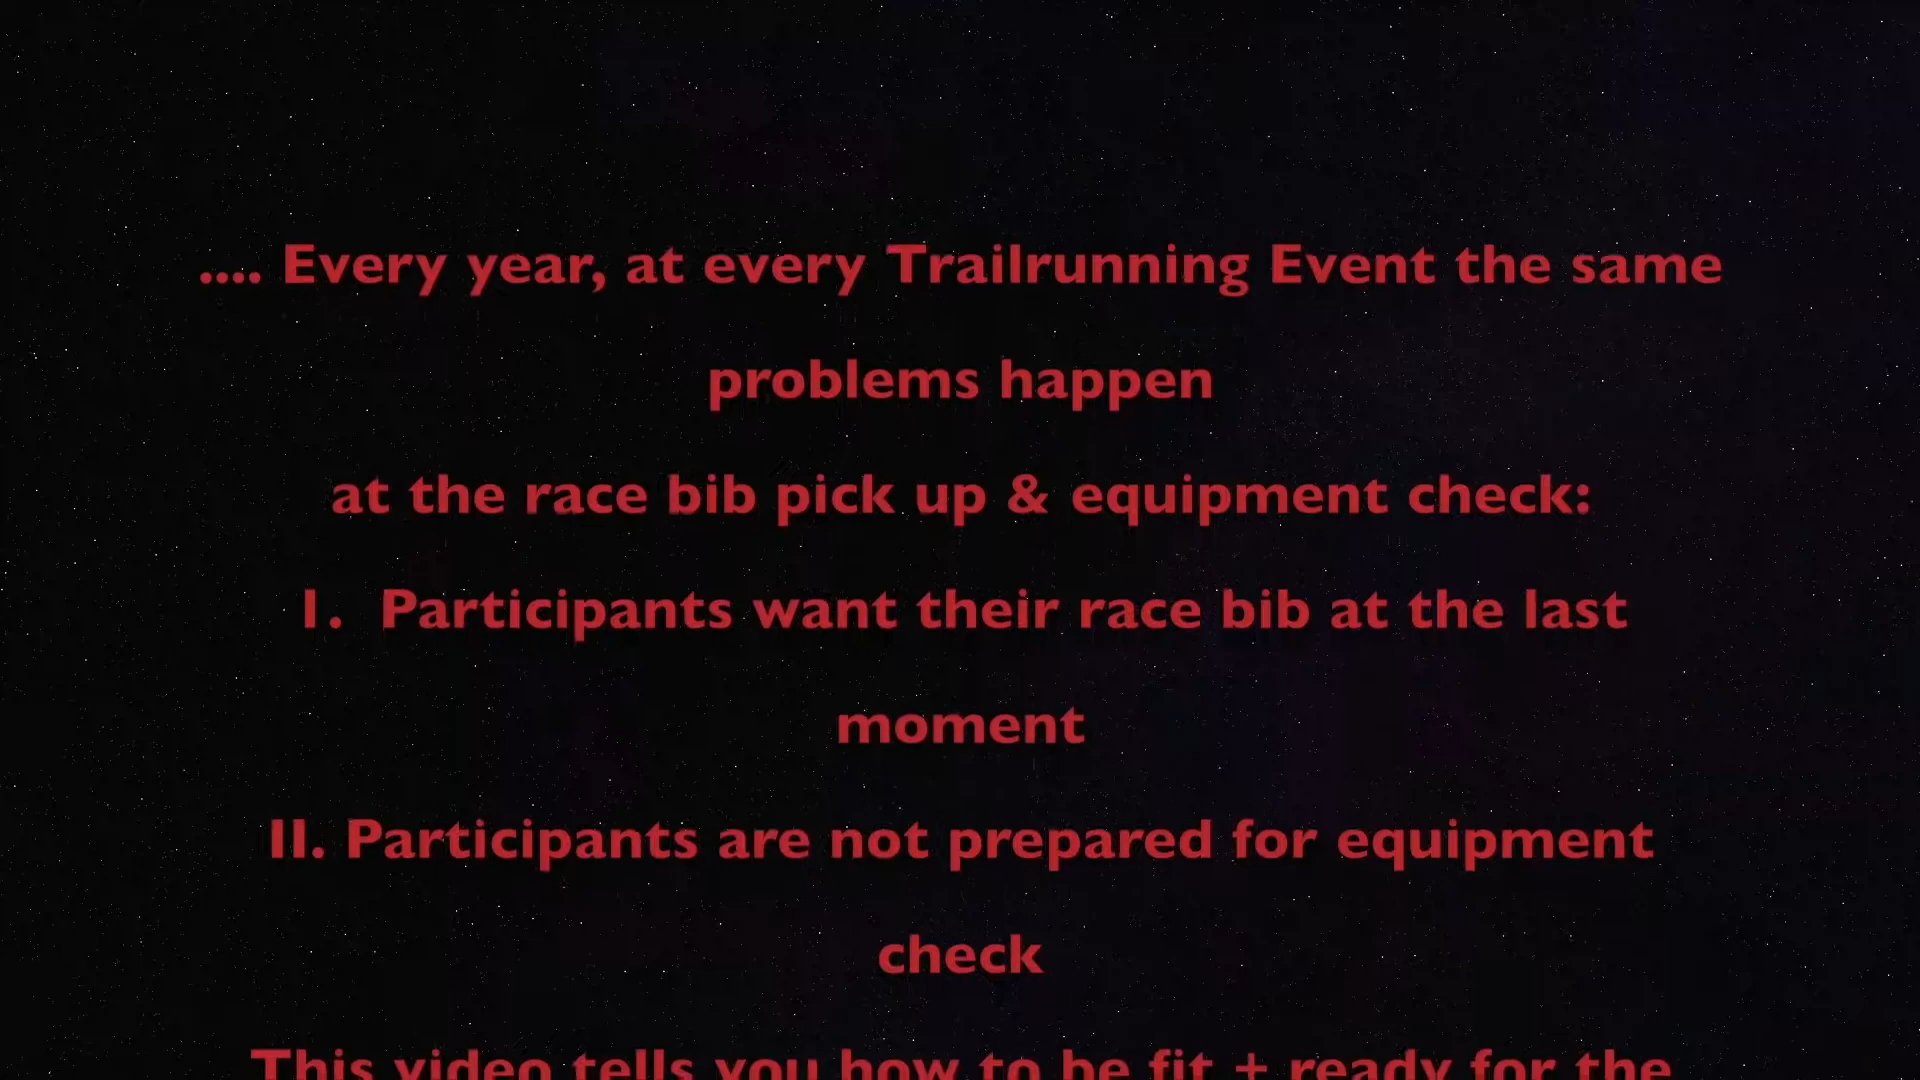 .... Every year, at every Trailrunning Event the same
problems happen
at the race bib pick up & equipment check:
I. Participants want their race bib at the last
moment
II. Participants are not prepared for equipment
check
This video tells you how to be fit + ready for the